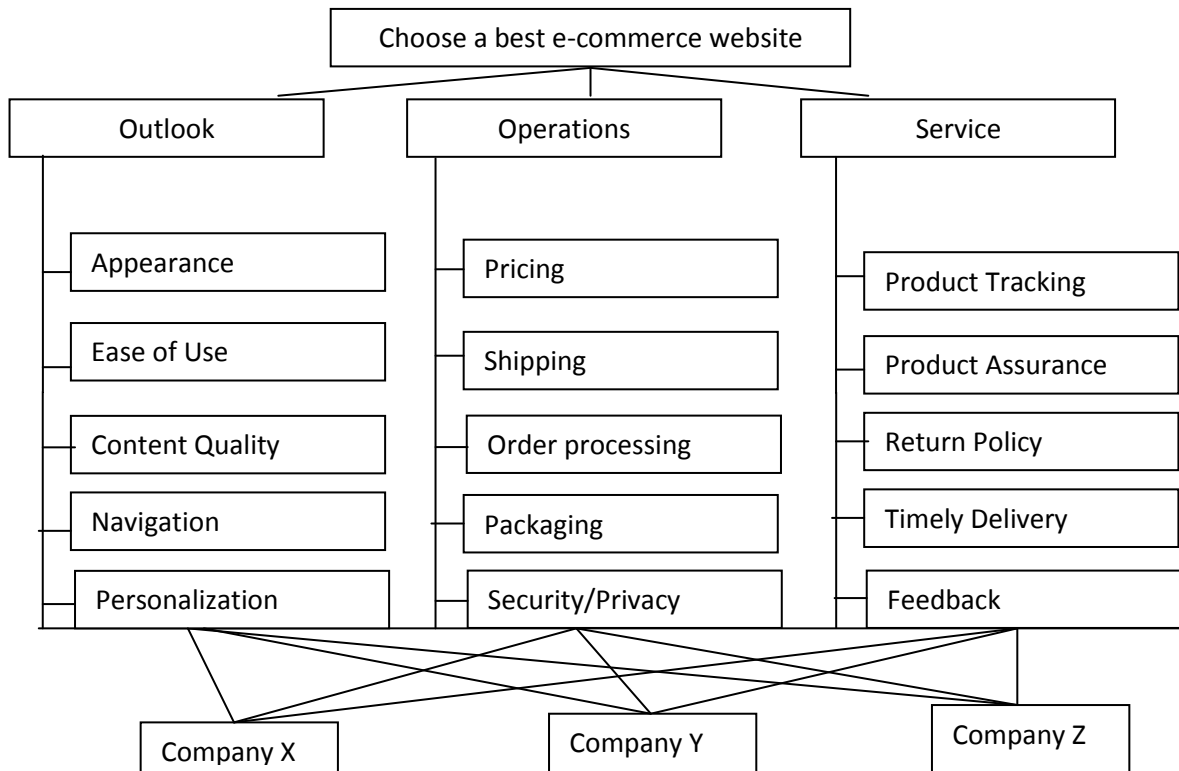 Choose a best e-commerce website
Outlook
Operations
Service
Appearance
Ease of Use
Content Quality
Navigation
Personalization
Pricing
Shipping
Order processing
Packaging
Security/Privacy
Product Tracking
Product Assurance
Return Policy
Timely Delivery
Feedback
Company X
Company Y
Company Z